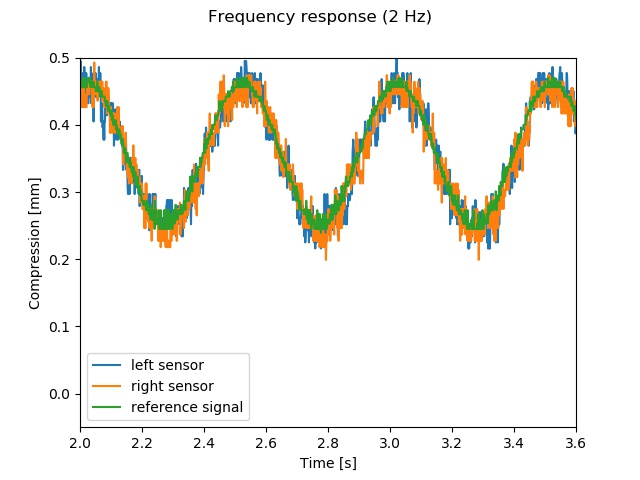 Frequency response (2 Hz)
0.5
0.4
0.3
0.2
0.1
0.0
Compression [mm]
left sensor
right sensor
reference signal
2.0 2.2 2.4 2.6 2.8 3.0 3.2 3.4 3.6
Time [s]